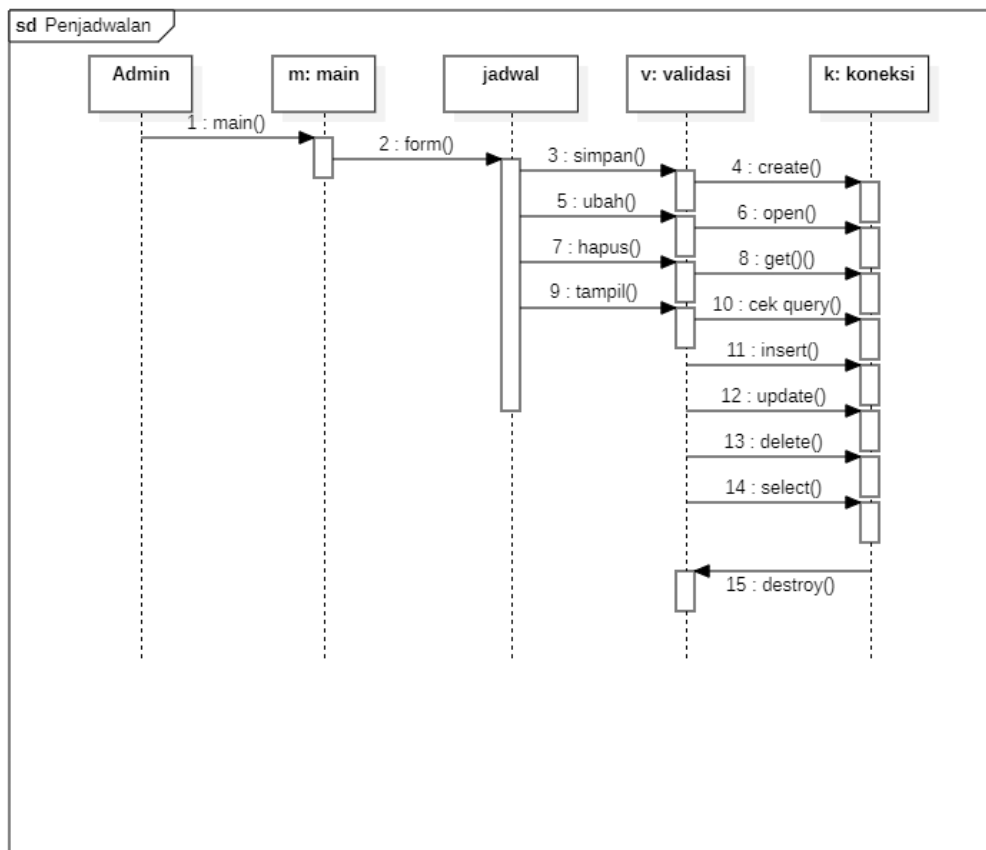 sd Penjadwalan
Admin
m: main
jadwal
v: validasi
k: koneksi
1 : main()
2 : form()
3 : simpan()
4 : create()
5 : ubah()
6 : open()
7 : hapus()
8 : get()()
9 : tampil()
10 : cek query()
11 : insert()
12 : update()
13 : delete()
14 : select()
15 : destroy()